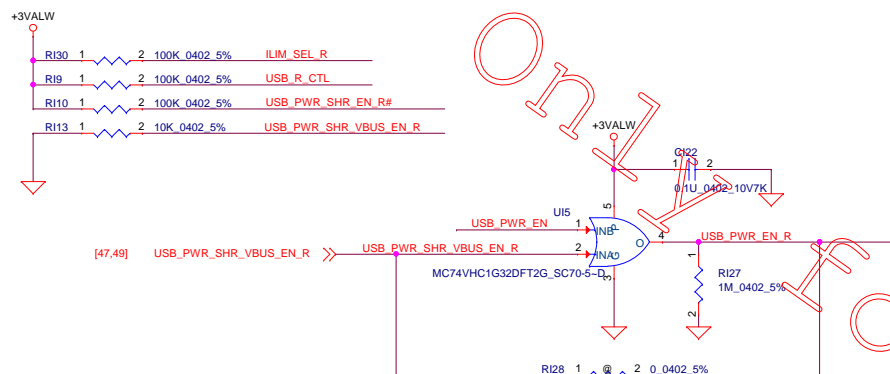 +3VALW
RI30 1 2 100K_0402_5% ILIM_SEL_R
RI9 1 2 100K_0402_5% USB_R_CTL
RI10 1 2 100K_0402_5% USB_PWR_SHR_EN_R#
RI13 1 2 10K_0402_5% USB_PWR_SHR_VBUS_EN_R
+3VALW
CI22
1 2
0.1U_0402_10V7K
5
UI5
P
USB_PWR_EN 1 INB
O 4 USB_PWR_EN_R
[47,49] USB_PWR_SHR_VBUS_EN_R USB_PWR_SHR_VBUS_EN_R 2 INA
G
MC74VHC1G32DFT2G_SC70-5~D
3
1
RI27
1M_0402_5%
2
RI28 1 @ 2 0_0402_5%
only
fo